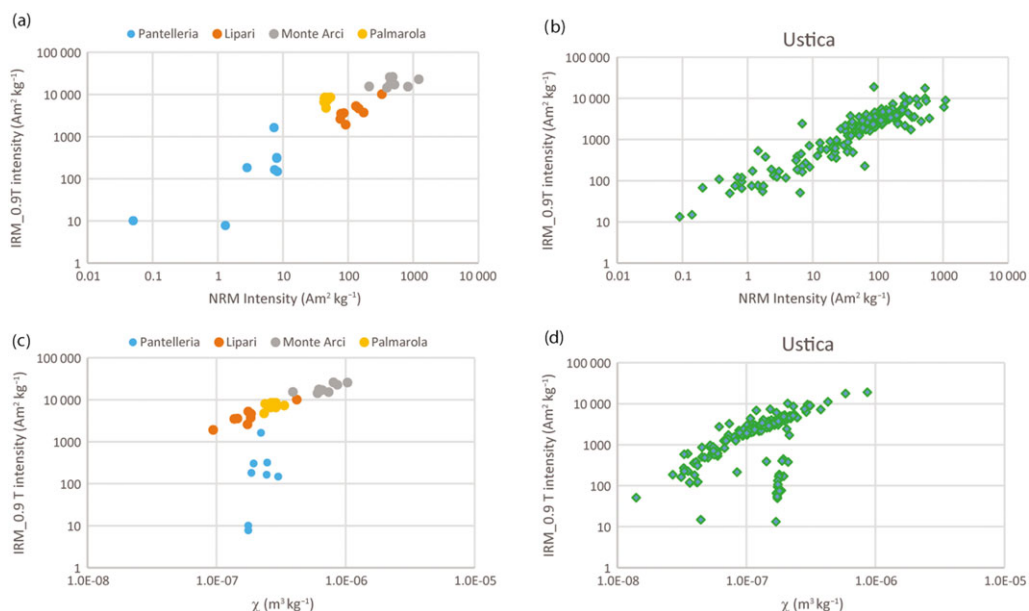 (a)
Pantelleria Lipari Monte Arci Palmarola
100 000
10 000
1000
100
10
1
IRM_0.9T intensity (Am² kg⁻¹)
0.01 0.1 1 10 100 1000 10 000
NRM Intensity (Am² kg⁻¹)
(b)
Ustica
100 000
10 000
1000
100
10
1
IRM_0.9T intensity (Am² kg⁻¹)
0.01 0.1 1 10 100 1000 10 000
NRM Intensity (Am² kg⁻¹)
(c)
Pantelleria Lipari Monte Arci Palmarola
100 000
10 000
1000
100
10
1
IRM_0.9 T intensity (Am² kg⁻¹)
1.0E-08 1.0E-07 1.0E-06 1.0E-05
χ (m³ kg⁻¹)
(d)
Ustica
100 000
10 000
1000
100
10
1
IRM_0.9 T intensity (Am² kg⁻¹)
1.0E-08 1.0E-07 1.0E-06 1.0E-05
χ (m³ kg⁻¹)